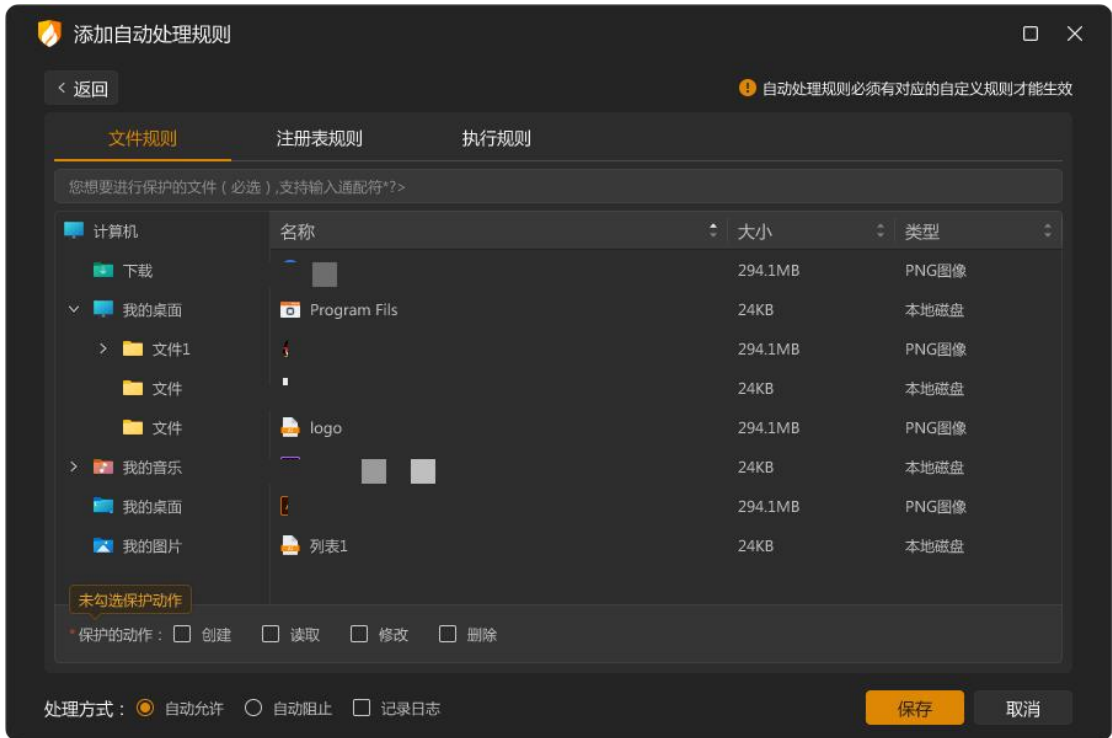 添加自动处理规则
返回
自动处理规则必须有对应的自定义规则才能生效
文件规则 注册表规则 执行规则
您想要进行保护的文件（必选）,支持输入通配符*?>
计算机 名称 大小 类型
下载 294.1MB PNG图像
我的桌面 Program Fils 24KB 本地磁盘
文件1 294.1MB PNG图像
文件 24KB 本地磁盘
文件 logo 294.1MB PNG图像
我的音乐 24KB 本地磁盘
我的桌面 294.1MB PNG图像
我的图片 列表1 24KB 本地磁盘
未勾选保护动作
*保护的动作： 创建 读取 修改 删除
处理方式： 自动允许 自动阻止 记录日志 保存 取消